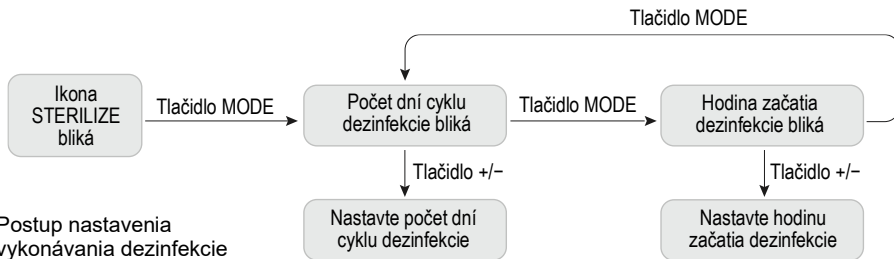 Tlačidlo MODE
Ikona
STERILIZE
bliká
Tlačidlo MODE
Počet dní cyklu
dezinfekcie bliká
Tlačidlo MODE
Hodina začatia
dezinfekcie bliká
Tlačidlo +/−
Tlačidlo +/−
Nastavte počet dní
cyklu dezinfekcie
Nastavte hodinu
začatia dezinfekcie
Postup nastavenia
vykonávania dezinfekcie